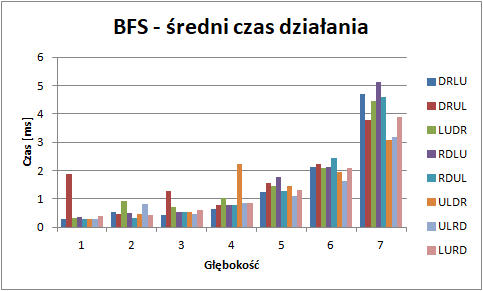 BFS - średni czas działania
6
5
4
3
2
1
0
Czas [ms]
1 2 3 4 5 6 7
Głębokość
DRLU
DRUL
LUDR
RDLU
RDUL
ULDR
ULRD
LURD